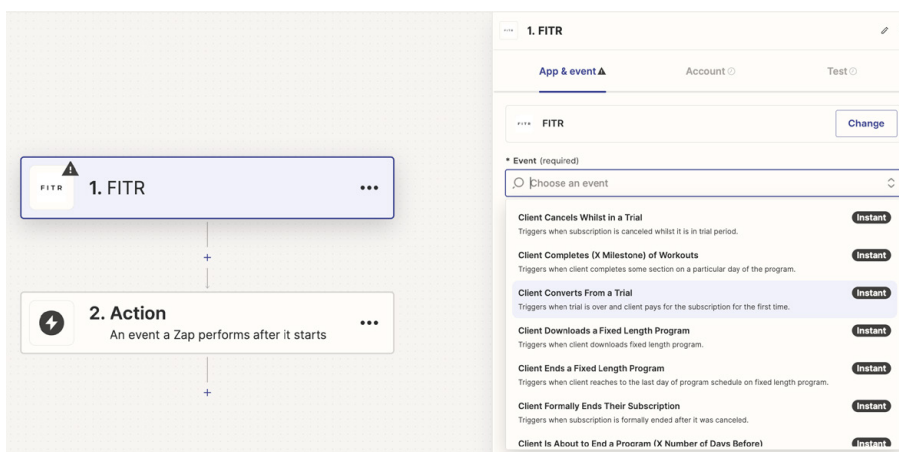 FITR
1. FITR
2. Action
An event a Zap performs after it starts
1. FITR
App & event
Account
Test
FITR
Change
* Event (required)
Choose an event
Client Cancels Whilst in a Trial
Instant
Triggers when subscription is canceled whilst it is in trial period.
Client Completes (X Milestone) of Workouts
Instant
Triggers when client completes some section on a particular day of the program.
Client Converts From a Trial
Instant
Triggers when trial is over and client pays for the subscription for the first time.
Client Downloads a Fixed Length Program
Instant
Triggers when client downloads fixed length program.
Client Ends a Fixed Length Program
Instant
Triggers when client reaches to the last day of program schedule on fixed length program.
Client Formally Ends Their Subscription
Instant
Triggers when subscription is formally ended after it was canceled.
Client Is About to End a Program (X Number of Days Before)
Instant